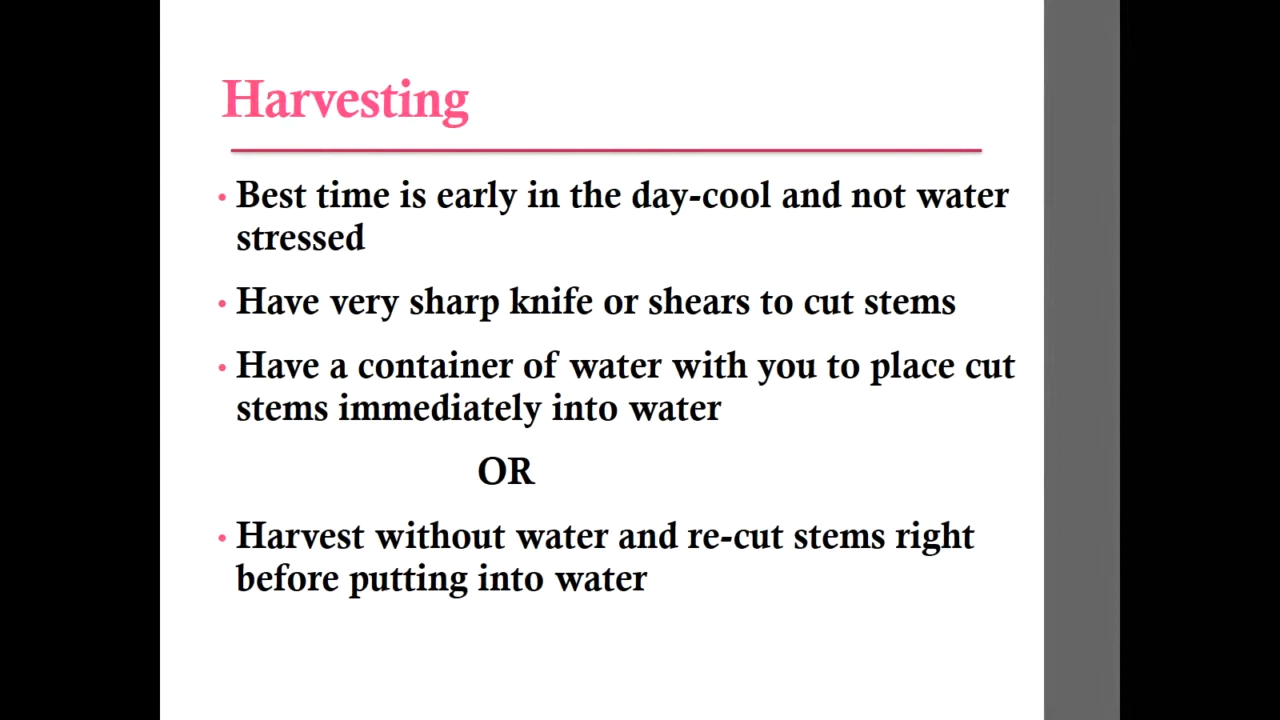 Harvesting
• Best time is early in the day-cool and not water
stressed
• Have very sharp knife or shears to cut stems
• Have a container of water with you to place cut
stems immediately into water
OR
• Harvest without water and re-cut stems right
before putting into water